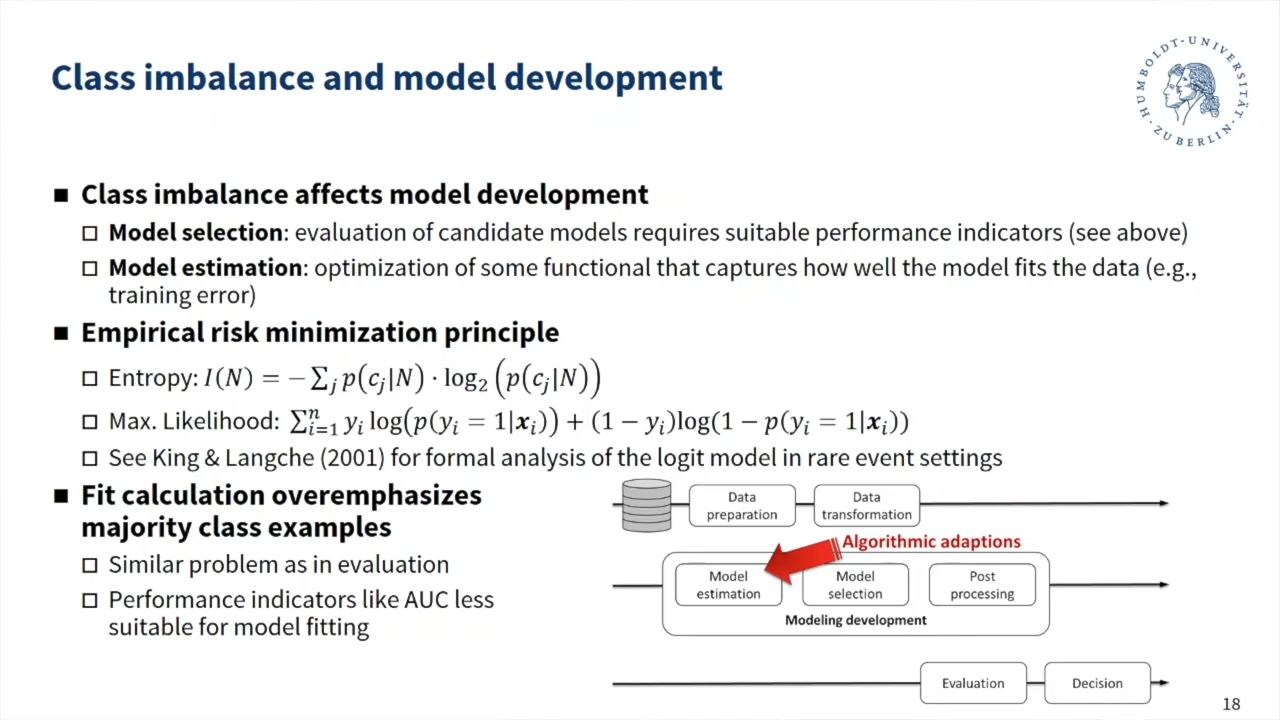 Class imbalance and model development
HUMBOLDT-UNIVERSITÄT · ZU BERLIN ·
■ Class imbalance affects model development
□ Model selection: evaluation of candidate models requires suitable performance indicators (see above)
□ Model estimation: optimization of some functional that captures how well the model fits the data (e.g.,
training error)
■ Empirical risk minimization principle
□ Entropy: I(N) = −∑ⱼ p(cⱼ|N) · log₂ (p(cⱼ|N))
□ Max. Likelihood: ∑ⁿᵢ₌₁ yᵢ log(p(yᵢ = 1|𝒙ᵢ)) + (1 − yᵢ)log(1 − p(yᵢ = 1|𝒙ᵢ))
□ See King & Langche (2001) for formal analysis of the logit model in rare event settings
■ Fit calculation overemphasizes
majority class examples
□ Similar problem as in evaluation
□ Performance indicators like AUC less
suitable for model fitting
Data
preparation
Data
transformation
Algorithmic adaptions
Model
estimation
Model
selection
Post
processing
Modeling development
Evaluation
Decision
18